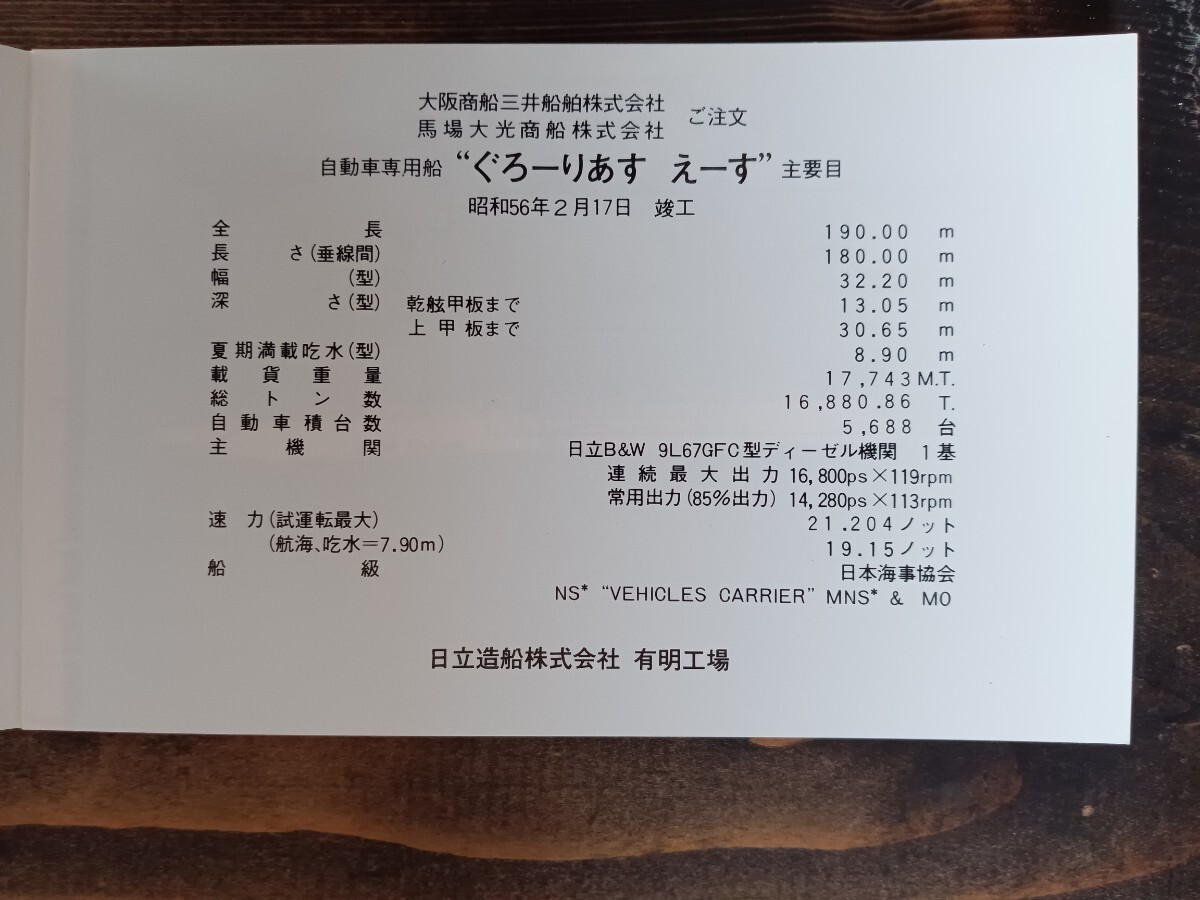 大阪商船三井船舶株式会社
馬場大光商船株式会社 ご注文
自動車専用船 “ぐろーりあす えーす” 主要目
昭和56年2月17日 竣工
全長 190.00 m
長さ(垂線間) 180.00 m
幅(型) 32.20 m
深さ(型) 乾舷甲板まで 13.05 m
上甲板まで 30.65 m
夏期満載吃水(型) 8.90 m
載貨重量 17,743 M.T.
総トン数 16,880.86 T.
自動車積台数 5,688 台
主機関 日立B&W 9L67GFC型ディーゼル機関 1基
連続最大出力 16,800ps×119rpm
常用出力(85%出力) 14,280ps×113rpm
速力(試運転最大) 21.204ノット
(航海、吃水=7.90m) 19.15ノット
船級 日本海事協会
NS* “VEHICLES CARRIER” MNS* & MO
日立造船株式会社 有明工場